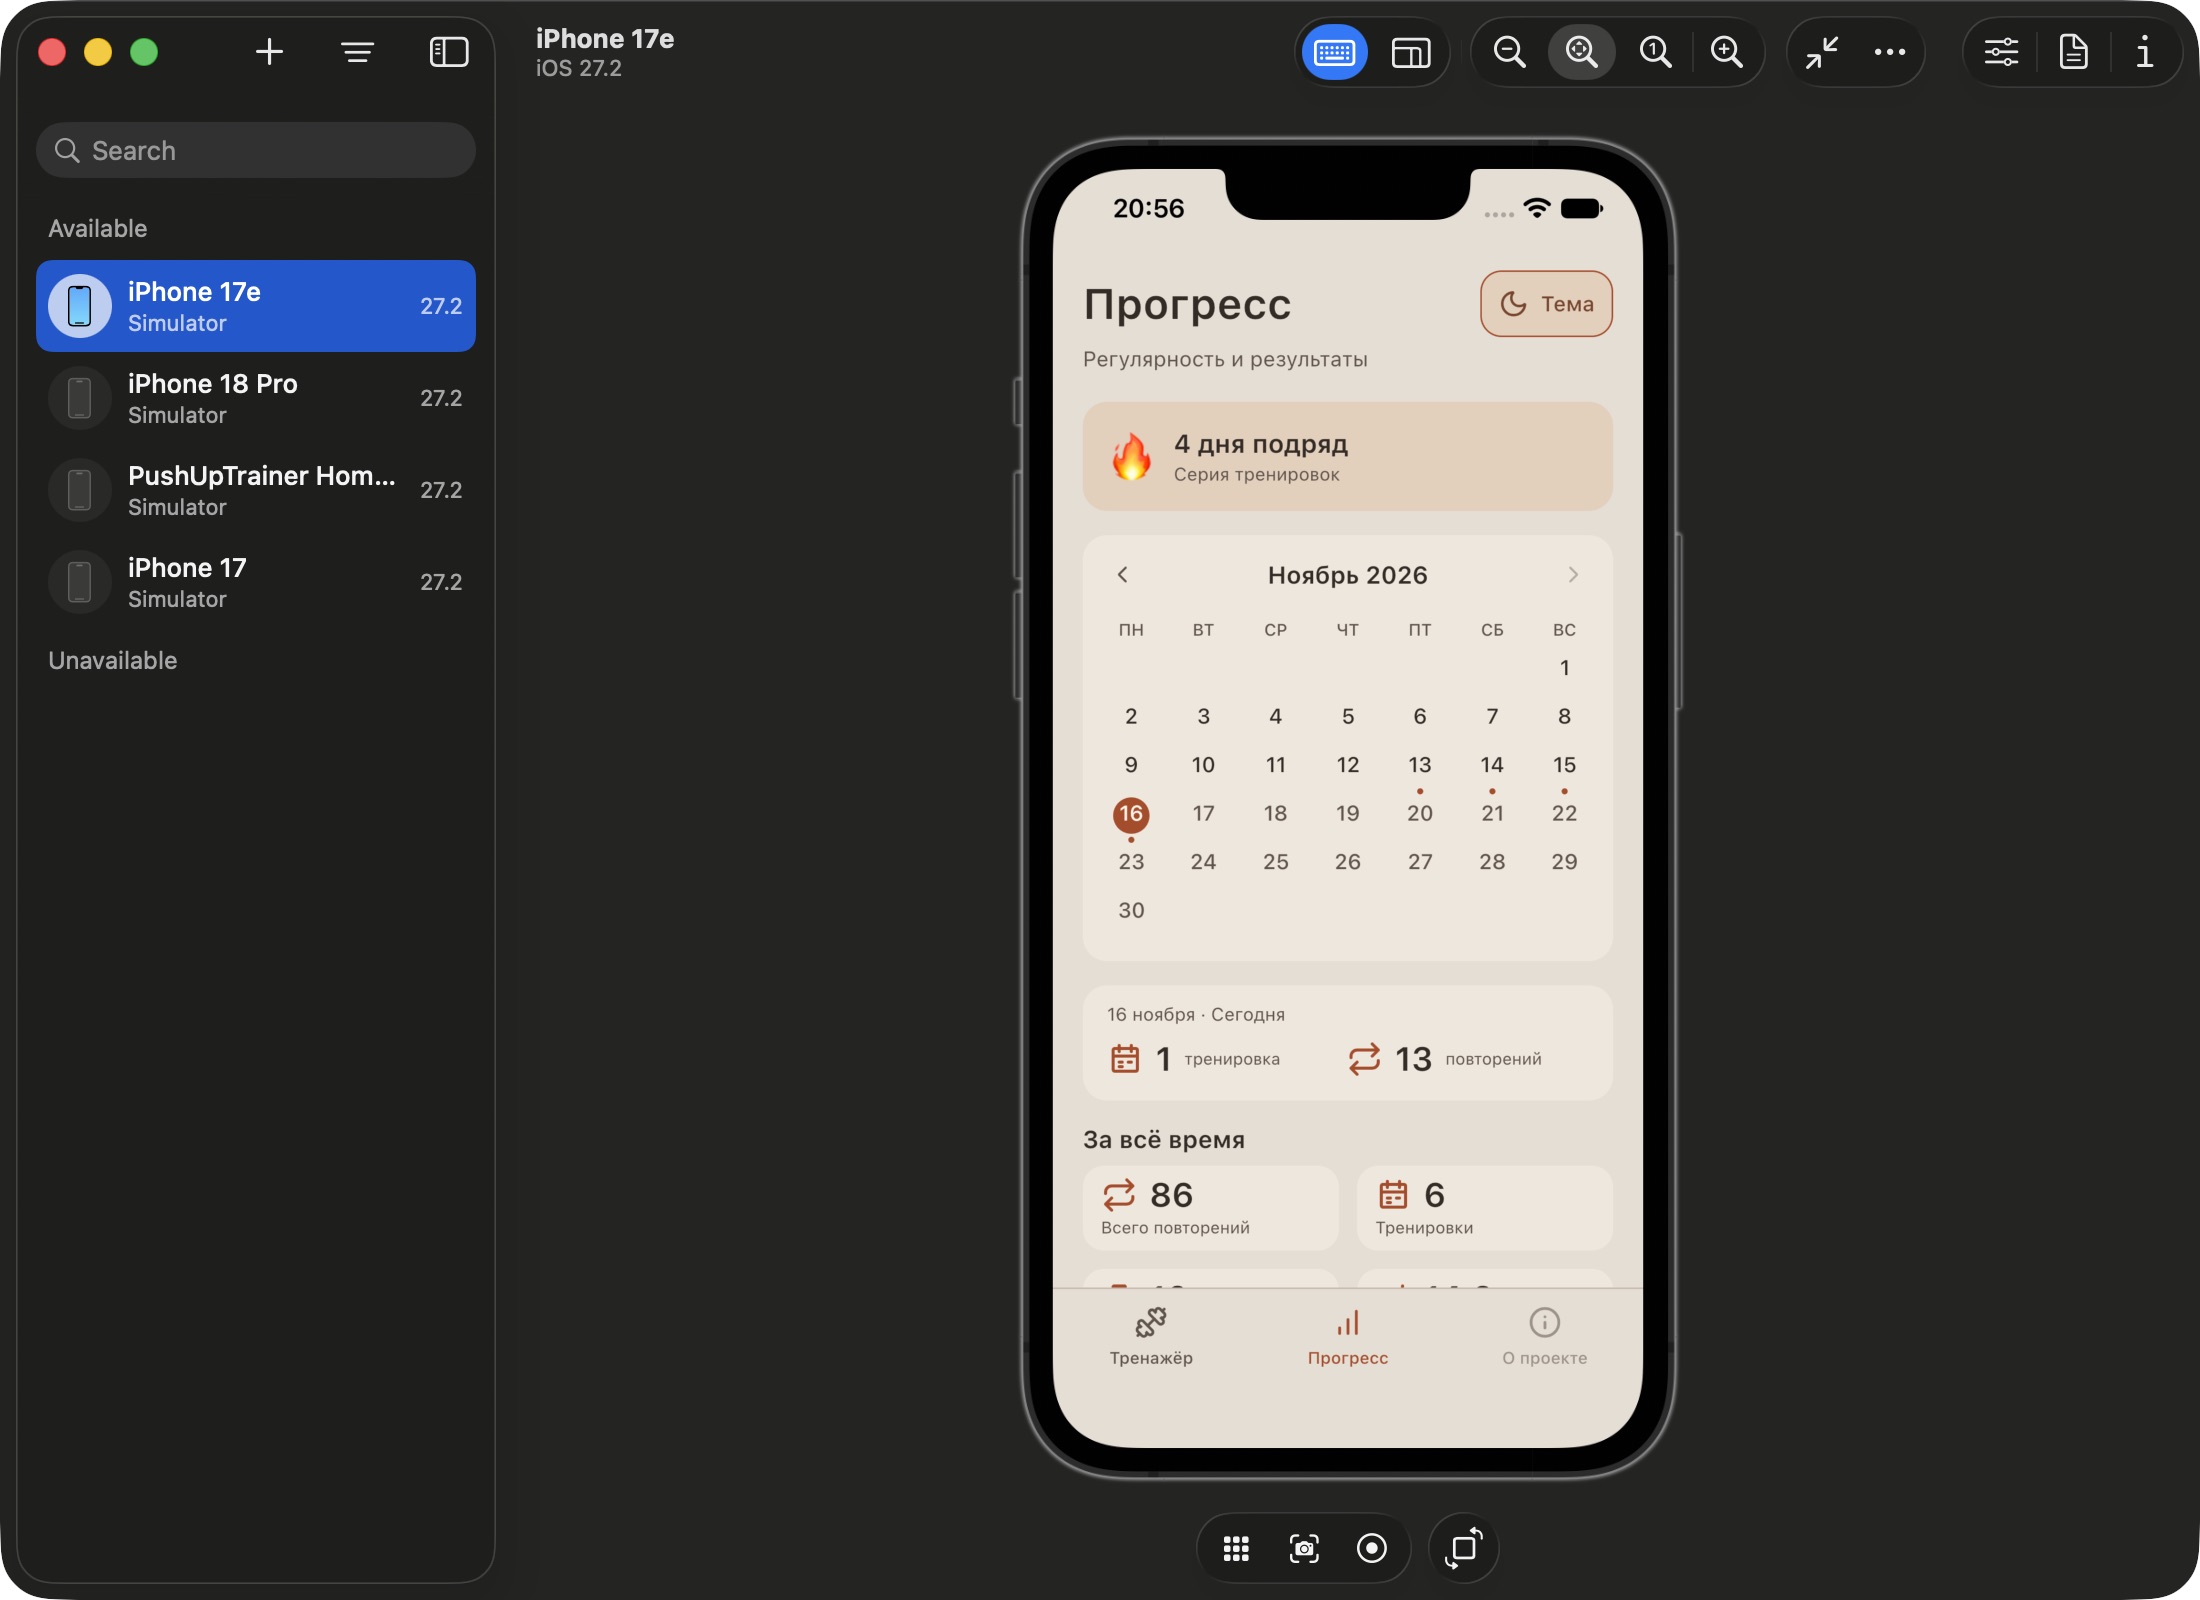 iPhone 17e
iOS 27.2
Search
Available
iPhone 17e
Simulator
27.2
iPhone 18 Pro
Simulator
27.2
PushUpTrainer Hom...
Simulator
27.2
iPhone 17
Simulator
27.2
Unavailable
20:56
Прогресс
Тема
Регулярность и результаты
4 дня подряд
Серия тренировок
Ноябрь 2026
ПН ВТ СР ЧТ ПТ СБ ВС
1
2 3 4 5 6 7 8
9 10 11 12 13 14 15
16 17 18 19 20 21 22
23 24 25 26 27 28 29
30
16 ноября · Сегодня
1 тренировка 13 повторений
За всё время
86 6
Всего повторений Тренировки
Тренажёр Прогресс О проекте